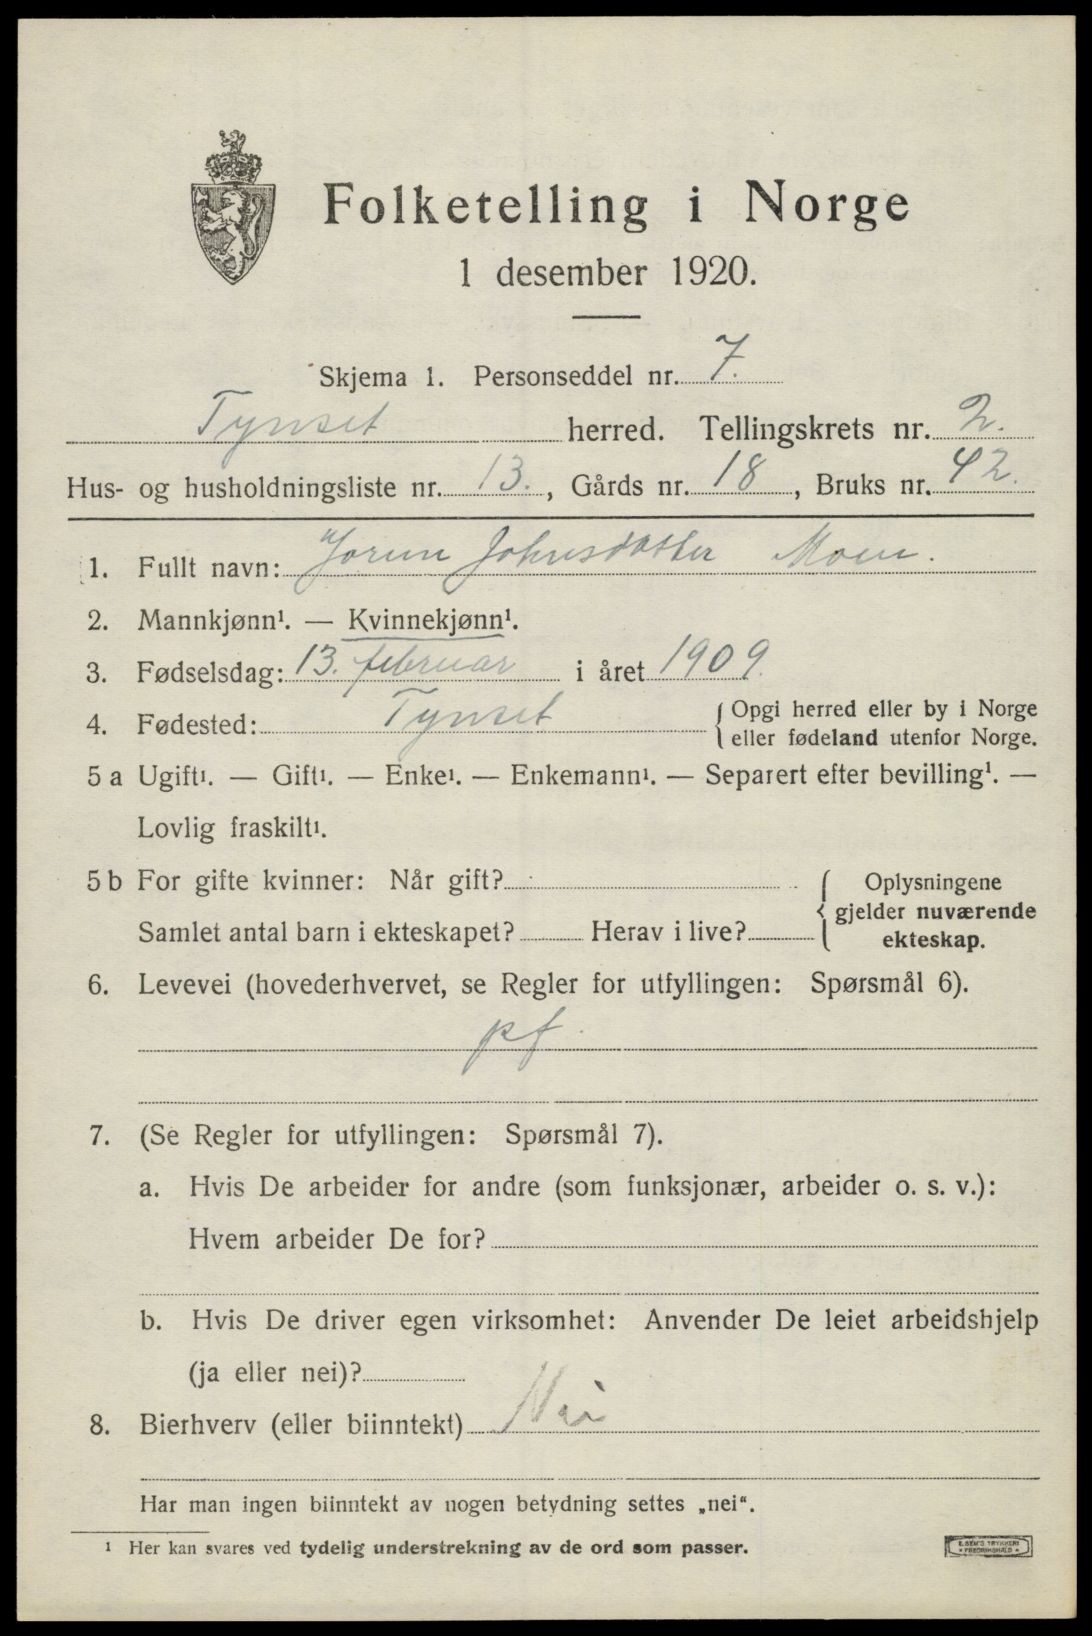 Folketelling i Norge
1 desember 1920.
Skjema 1. Personseddel nr. 7.
Tynset herred. Tellingskrets nr. 2.
Hus- og husholdningsliste nr. 13., Gårds nr. 18, Bruks nr. 42.
1. Fullt navn: Jorun Johnsdatter Moen.
2. Mannkjønn¹. — Kvinnekjønn¹.
3. Fødselsdag: 13. februar i året 1909.
4. Fødested: Tynset { Opgi herred eller by i Norge
eller fødeland utenfor Norge.
5 a Ugift¹. — Gift¹. — Enke¹. — Enkemann¹. — Separert efter bevilling¹. —
Lovlig fraskilt¹.
5 b For gifte kvinner: Når gift?
Samlet antal barn i ekteskapet? Herav i live?
{ Oplysningene
gjelder nuværende
ekteskap.
6. Levevei (hovederhvervet, se Regler for utfyllingen: Spørsmål 6).
pf.
7. (Se Regler for utfyllingen: Spørsmål 7).
a. Hvis De arbeider for andre (som funksjonær, arbeider o. s. v.):
Hvem arbeider De for?
b. Hvis De driver egen virksomhet: Anvender De leiet arbeidshjelp
(ja eller nei)?
8. Bierhverv (eller biinntekt) Nei
Har man ingen biinntekt av nogen betydning settes „nei“.
¹ Her kan svares ved tydelig understrekning av de ord som passer.
E. SEM'S TRYKKERI
FREDRIKSHALD